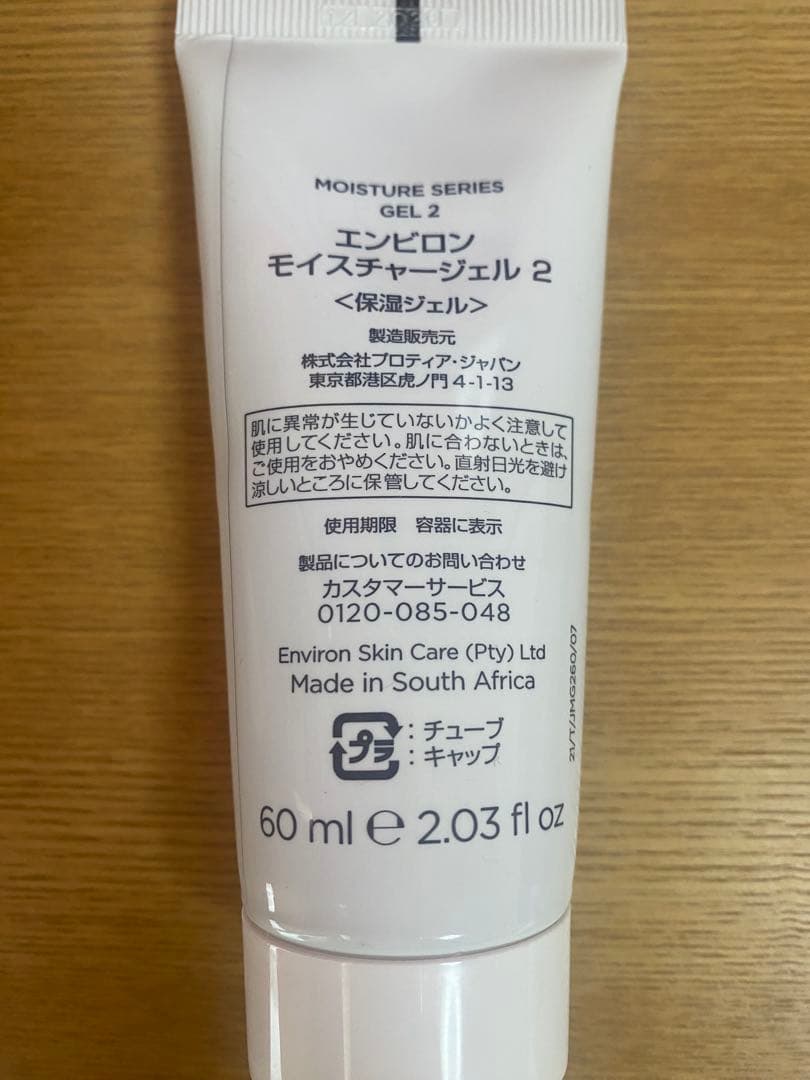 MOISTURE SERIES
GEL 2
エンビロン
モイスチャージェル 2
<保湿ジェル>
製造販売元
株式会社プロティア・ジャパン
東京都港区虎ノ門 4-1-13
肌に異常が生じていないかよく注意して
使用してください。肌に合わないときは、
ご使用をおやめください。直射日光を避け
涼しいところに保管してください。
使用期限 容器に表示
製品についてのお問い合わせ
カスタマーサービス
0120-085-048
Environ Skin Care (Pty) Ltd
Made in South Africa
プラ : チューブ
: キャップ
60 ml ℮ 2.03 fl oz
21/T/JMG260/07